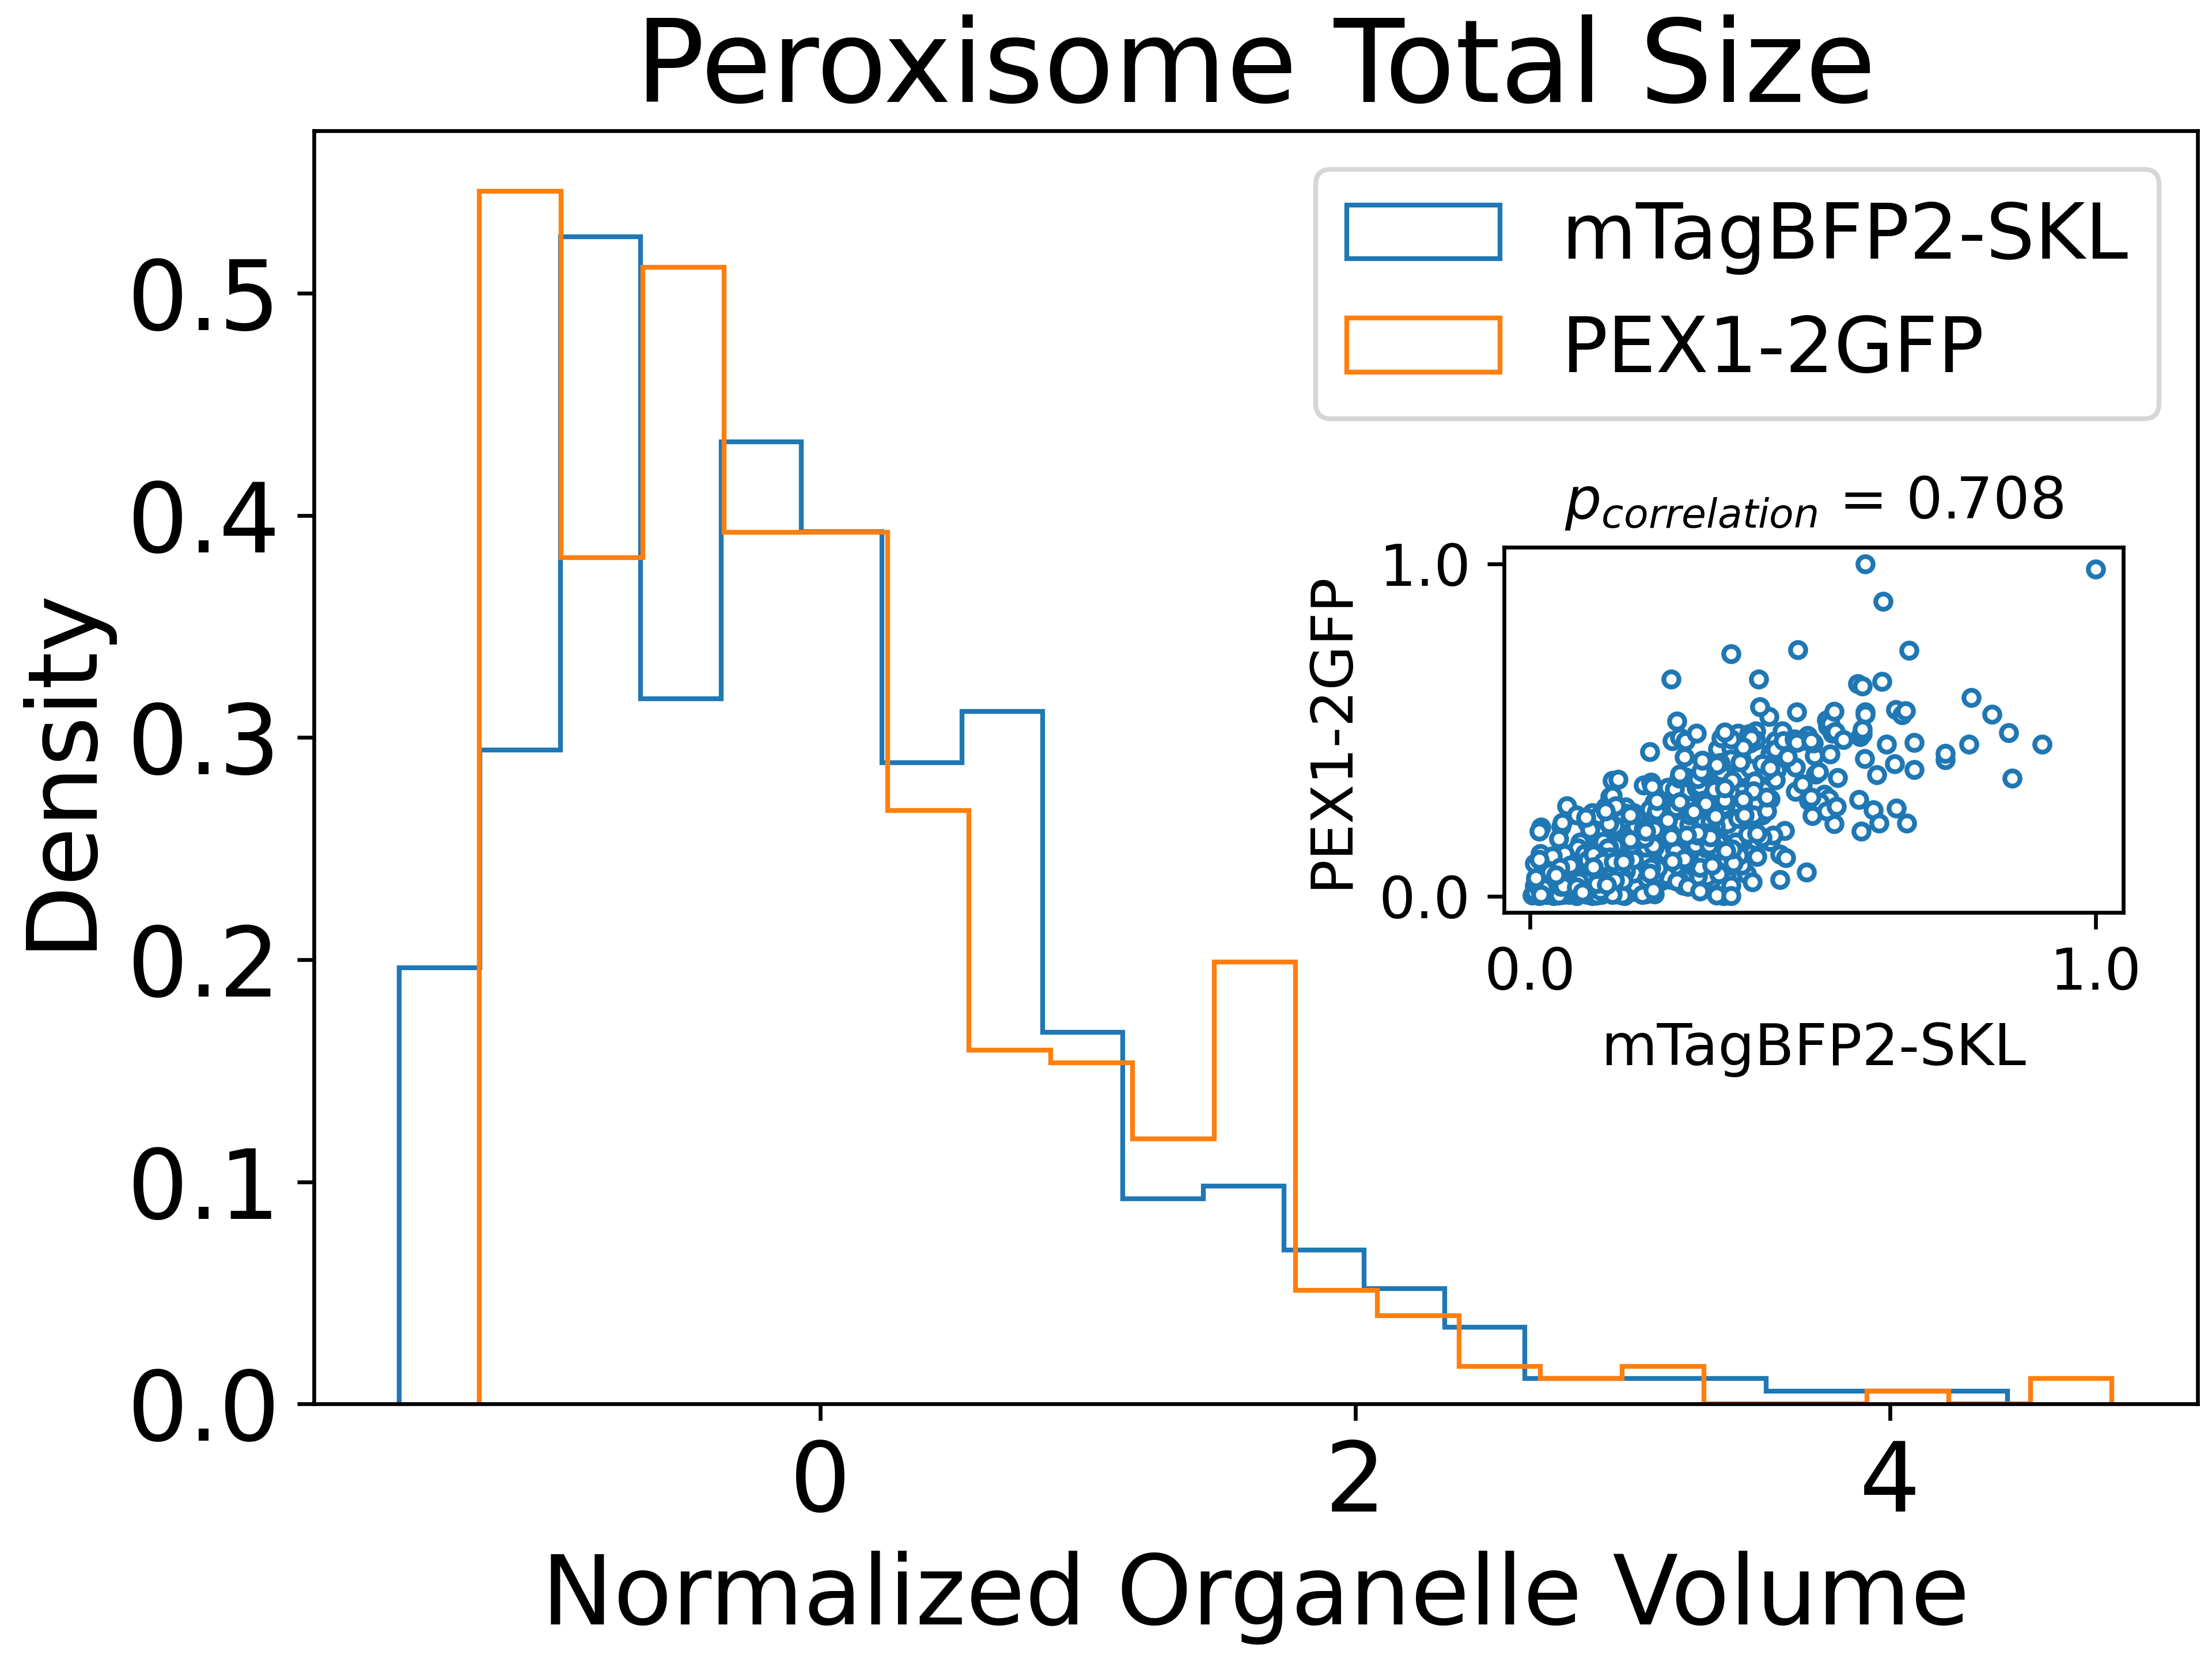 Peroxisome Total Size
mTagBFP2-SKL
PEX1-2GFP
Density
0.5
0.4
0.3
0.2
0.1
0.0
p_correlation = 0.708
PEX1-2GFP
1.0
0.0
0.0 1.0
mTagBFP2-SKL
0 2 4
Normalized Organelle Volume